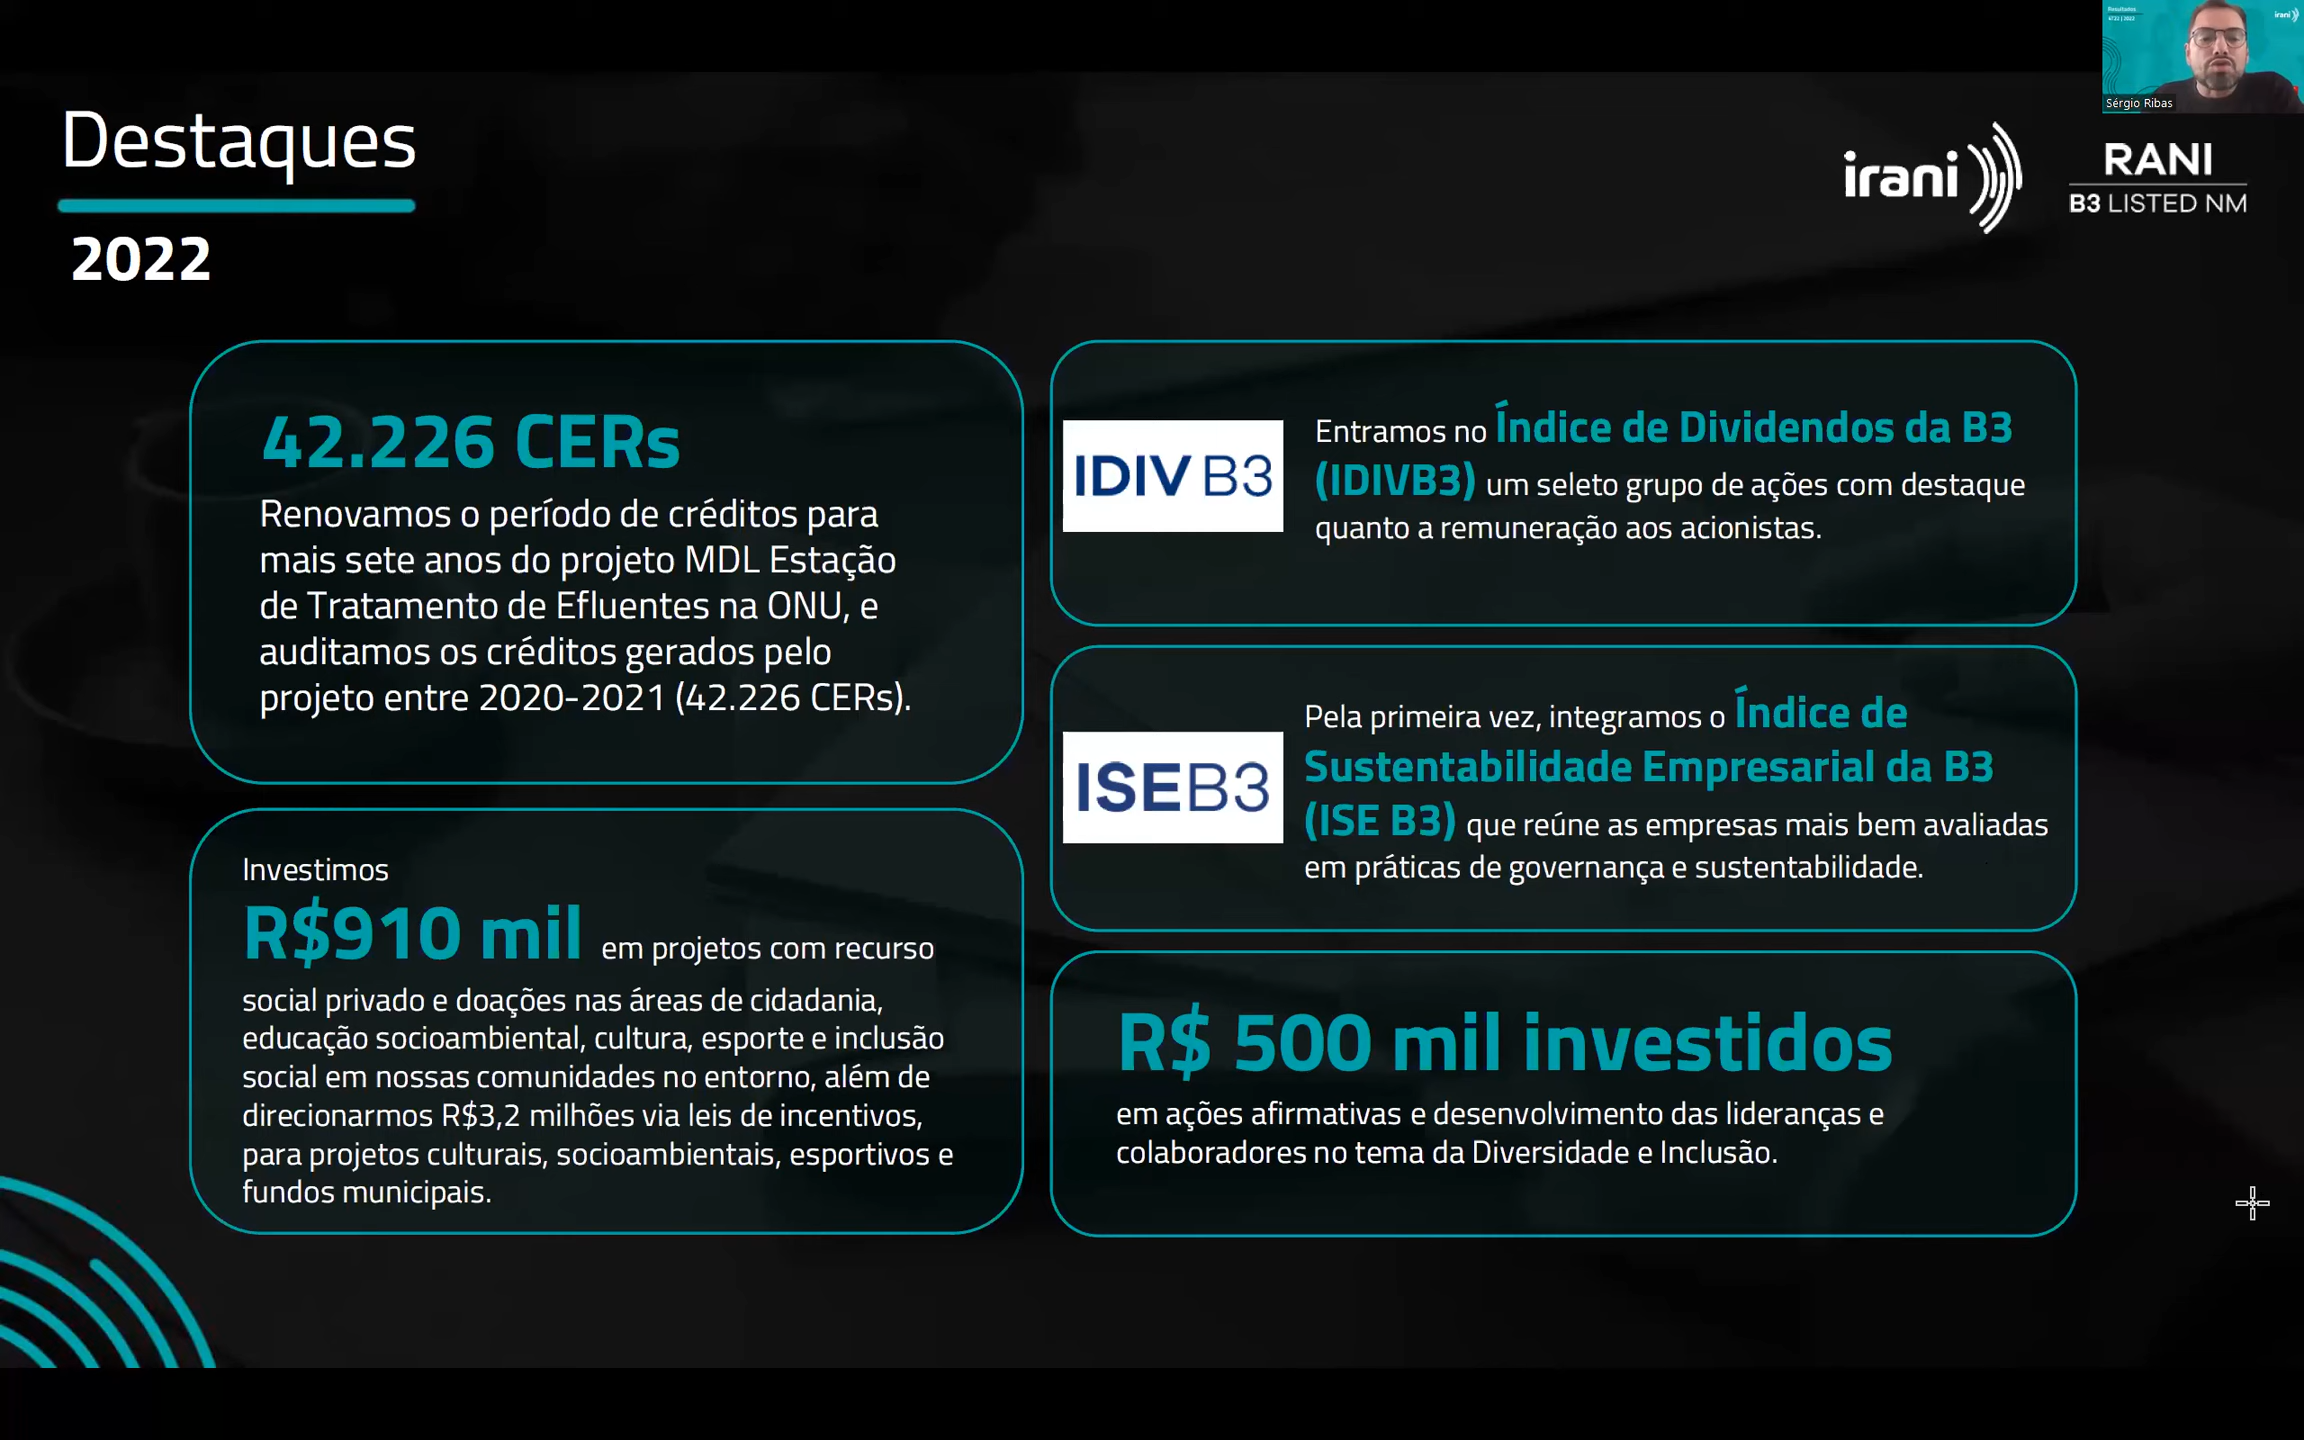 Resultados
4T22 | 2022
irani
Sérgio Ribas
Destaques
2022
irani
RANI
B3 LISTED NM
42.226 CERs
Renovamos o período de créditos para
mais sete anos do projeto MDL Estação
de Tratamento de Efluentes na ONU, e
auditamos os créditos gerados pelo
projeto entre 2020-2021 (42.226 CERs).
Investimos
R$910 mil em projetos com recurso
social privado e doações nas áreas de cidadania,
educação socioambiental, cultura, esporte e inclusão
social em nossas comunidades no entorno, além de
direcionarmos R$3,2 milhões via leis de incentivos,
para projetos culturais, socioambientais, esportivos e
fundos municipais.
IDIV B3
Entramos no Índice de Dividendos da B3
(IDIVB3) um seleto grupo de ações com destaque
quanto a remuneração aos acionistas.
ISEB3
Pela primeira vez, integramos o Índice de
Sustentabilidade Empresarial da B3
(ISE B3) que reúne as empresas mais bem avaliadas
em práticas de governança e sustentabilidade.
R$ 500 mil investidos
em ações afirmativas e desenvolvimento das lideranças e
colaboradores no tema da Diversidade e Inclusão.